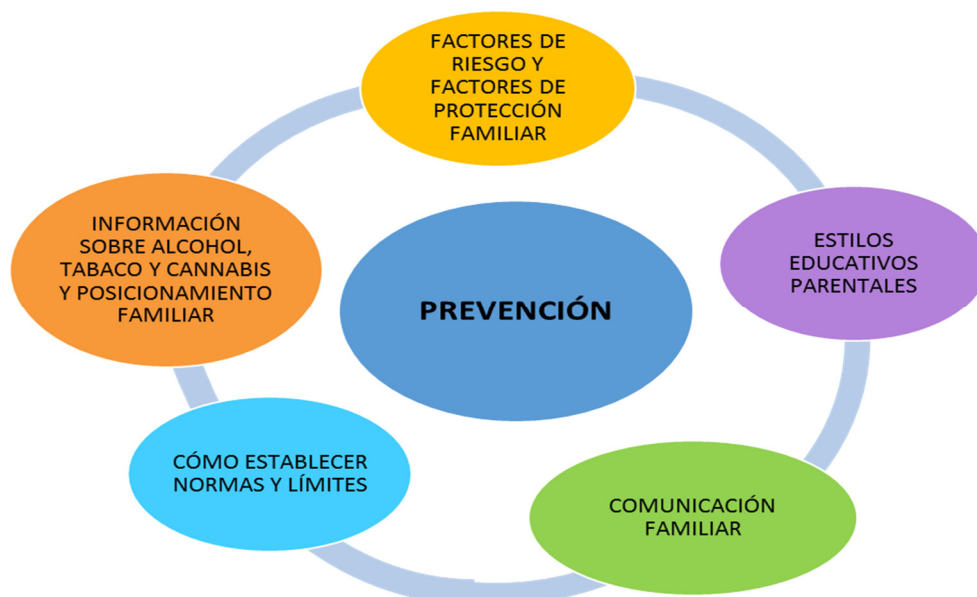 FACTORES DE
RIESGO Y
FACTORES DE
PROTECCIÓN
FAMILIAR
INFORMACIÓN
SOBRE ALCOHOL,
TABACO Y CANNABIS
Y POSICIONAMIENTO
FAMILIAR
ESTILOS
EDUCATIVOS
PARENTALES
PREVENCIÓN
CÓMO ESTABLECER
NORMAS Y LÍMITES
COMUNICACIÓN
FAMILIAR